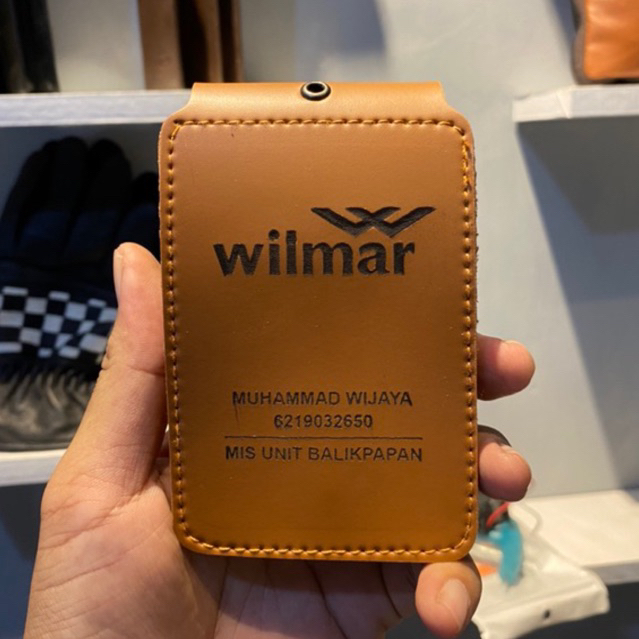 wilmar
MUHAMMAD WIJAYA
6219032650
MIS UNIT BALIKPAPAN